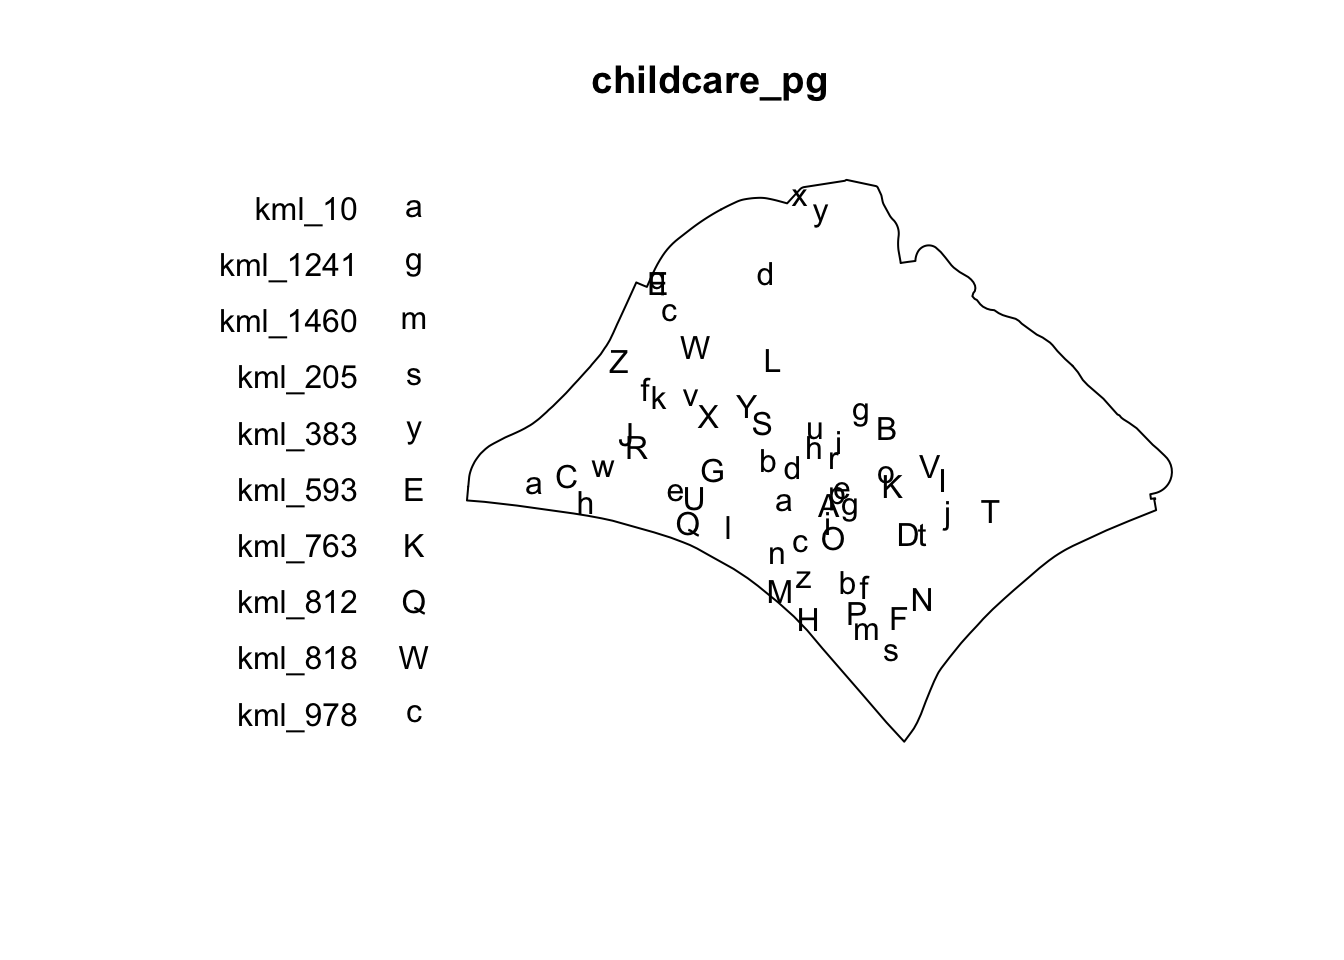 childcare_pg
kml_10 a
kml_1241 g
kml_1460 m
kml_205 s
kml_383 y
kml_593 E
kml_763 K
kml_812 Q
kml_818 W
kml_978 c
x
y
d
E
c
W
L
Z
f k v
X Y S
g
B
u
J
R
h j
r
b d
G
w
C
a
h
V
I
o
K
e U
a
e
A g
Q l
i
O
j T
D t
n c
M z
b f
N
H
P
m
F
s